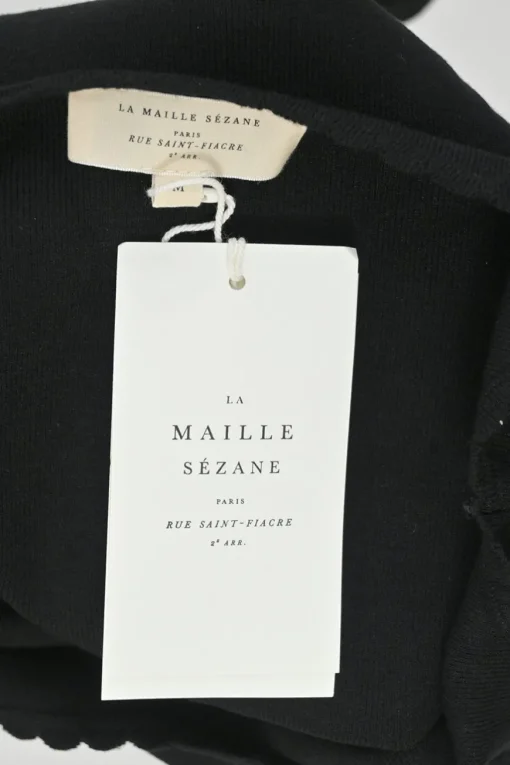 LA MAILLE SÉZANE
PARIS
RUE SAINT-FIACRE
2ᵉ ARR.
M
LA
MAILLE
SÉZANE
PARIS
RUE SAINT-FIACRE
2ᵉ ARR.